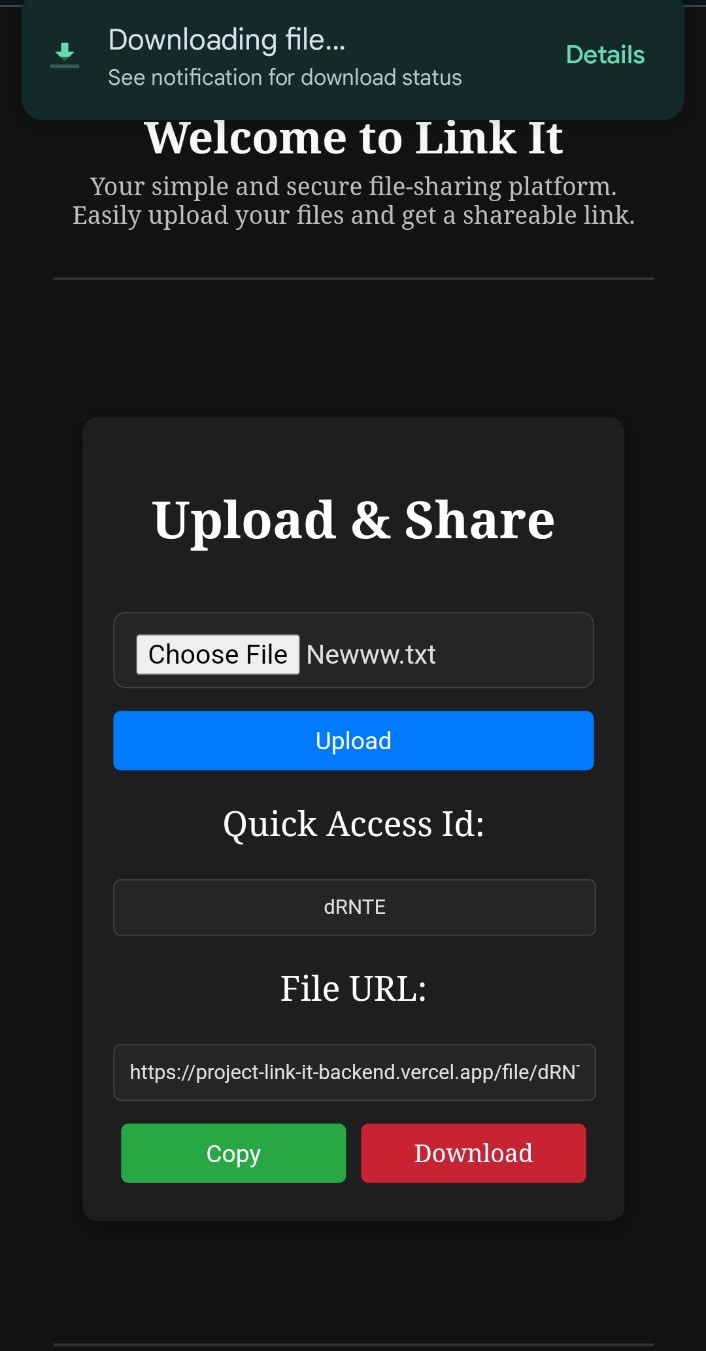 Downloading file...
See notification for download status
Details
Welcome to Link It
Your simple and secure file-sharing platform.
Easily upload your files and get a shareable link.
Upload & Share
Choose File Newww.txt
Upload
Quick Access Id:
dRNTE
File URL:
https://project-link-it-backend.vercel.app/file/dRN
Copy
Download